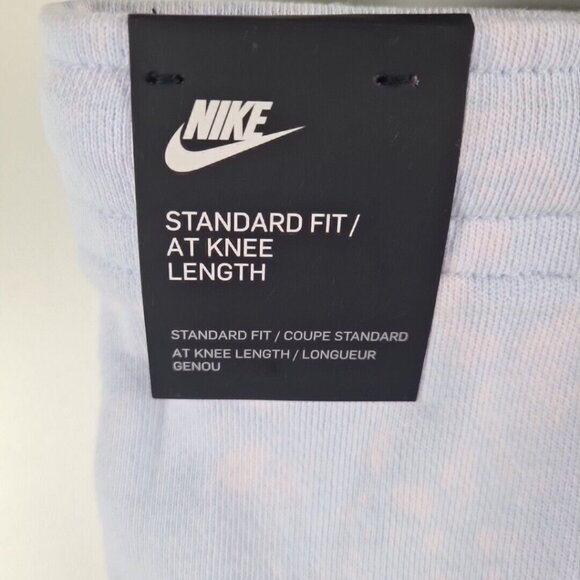 NIKE
STANDARD FIT /
AT KNEE
LENGTH
STANDARD FIT / COUPE STANDARD
AT KNEE LENGTH / LONGUEUR
GENOU